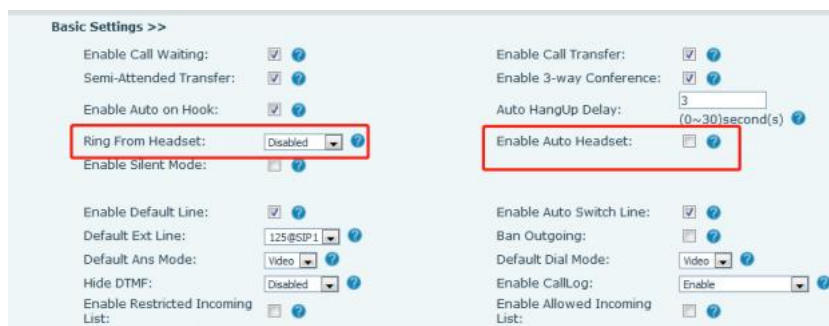 Basic Settings >>
Enable Call Waiting: Enable Call Transfer:
Semi-Attended Transfer: Enable 3-way Conference:
Enable Auto on Hook: Auto HangUp Delay: 3
(0~30)second(s)
Ring From Headset: Disabled Enable Auto Headset:
Enable Silent Mode:
Enable Default Line: Enable Auto Switch Line:
Default Ext Line: 125@SIP1 Ban Outgoing:
Default Ans Mode: Video Default Dial Mode: Video
Hide DTMF: Disabled Enable CallLog: Enable
Enable Restricted Incoming Enable Allowed Incoming
List: List: